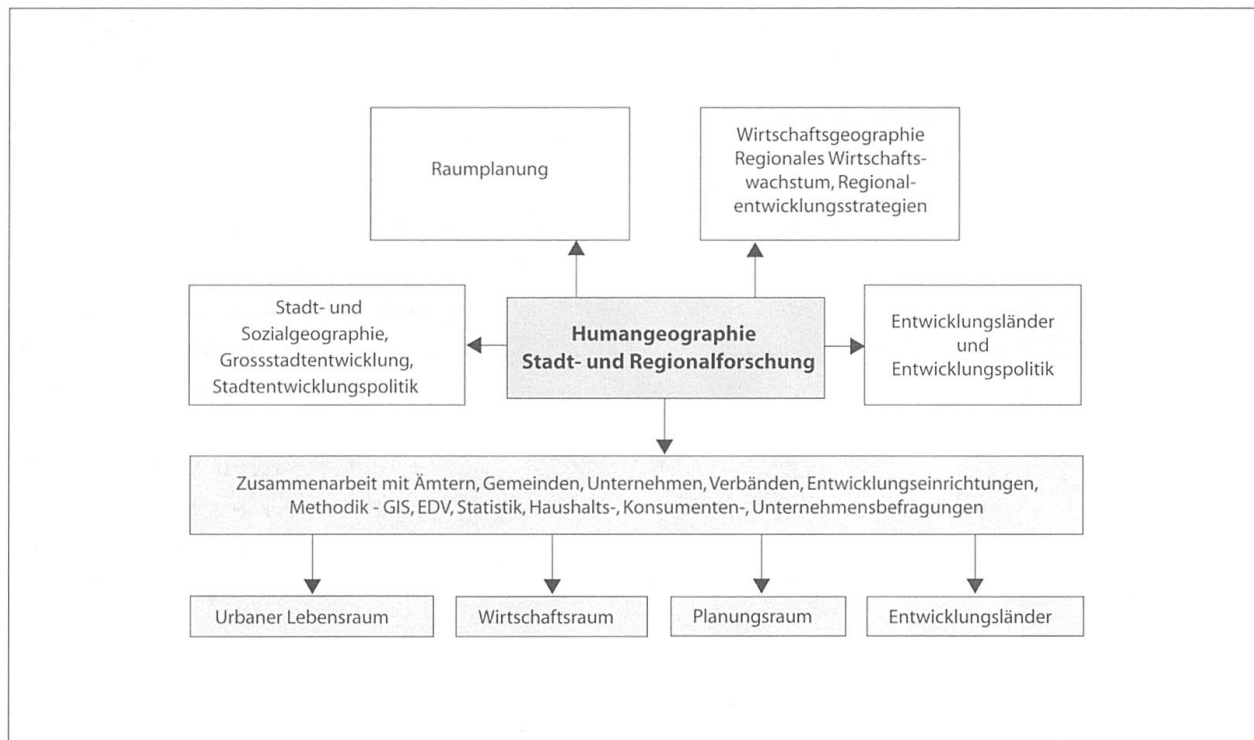 Raumplanung
Wirtschaftsgeographie
Regionales Wirtschafts-
wachstum, Regional-
entwicklungsstrategien
Stadt- und
Sozialgeographie,
Grossstadtentwicklung,
Stadtentwicklungspolitik
Humangeographie
Stadt- und Regionalforschung
Entwicklungsländer
und
Entwicklungspolitik
Zusammenarbeit mit Ämtern, Gemeinden, Unternehmen, Verbänden, Entwicklungseinrichtungen,
Methodik - GIS, EDV, Statistik, Haushalts-, Konsumenten-, Unternehmensbefragungen
Urbaner Lebensraum
Wirtschaftsraum
Planungsraum
Entwicklungsländer